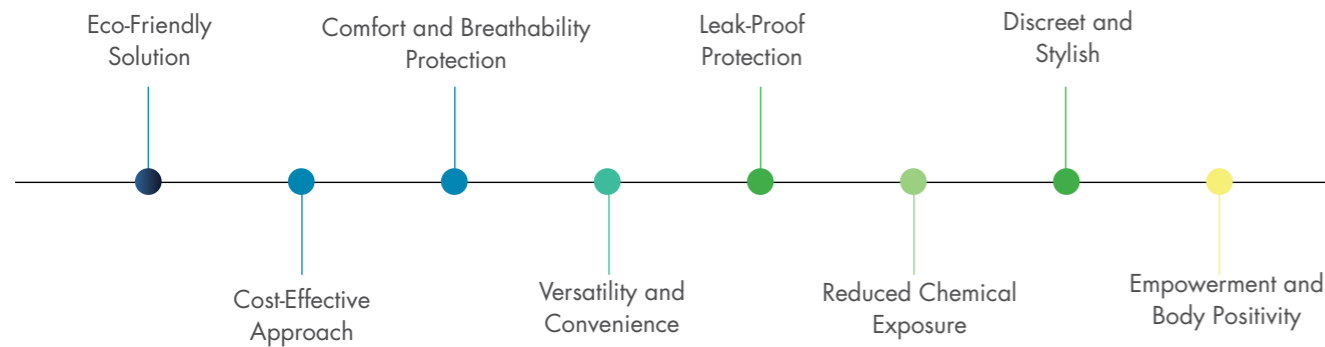 Eco-Friendly
Solution
Cost-Effective
Approach
Comfort and Breathability
Protection
Versatility and
Convenience
Leak-Proof
Protection
Reduced Chemical
Exposure
Discreet and
Stylish
Empowerment and
Body Positivity